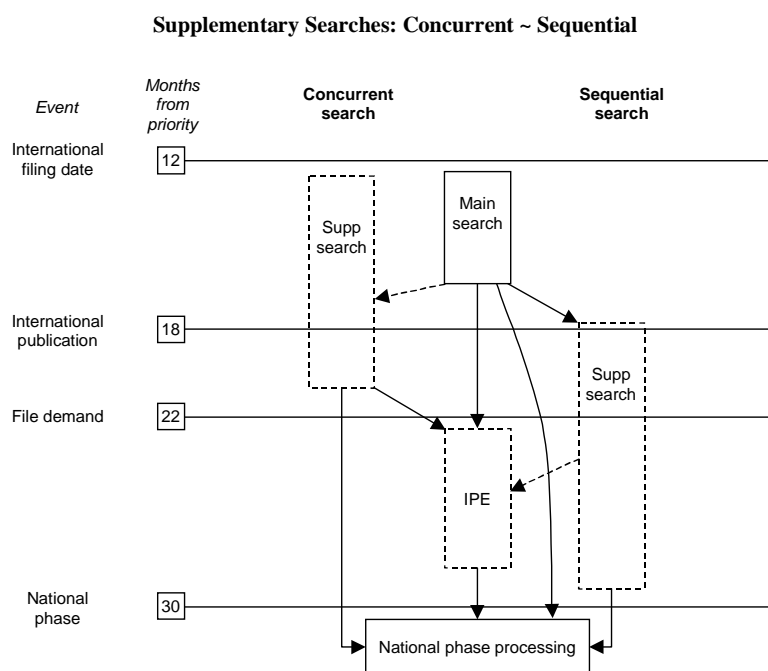 Supplementary Searches: Concurrent ~ Sequential
Event
Months
from
priority
Concurrent
search
Sequential
search
International
filing date
12
Supp
search
Main
search
International
publication
18
Supp
search
File demand
22
IPE
National
phase
30
National phase processing